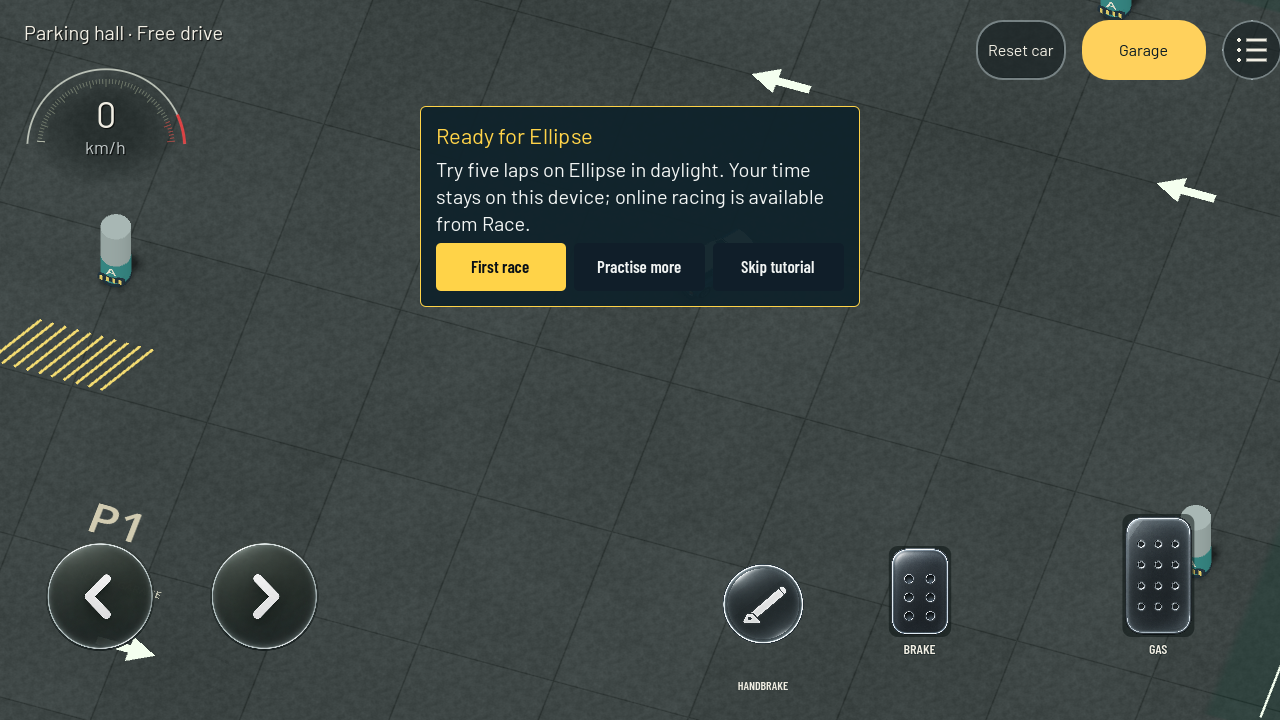 Parking hall · Free drive
Reset car
Garage
0
km/h
Ready for Ellipse
Try five laps on Ellipse in daylight. Your time
stays on this device; online racing is available
from Race.
First race
Practise more
Skip tutorial
A
A
P1
BRAKE
GAS
HANDBRAKE